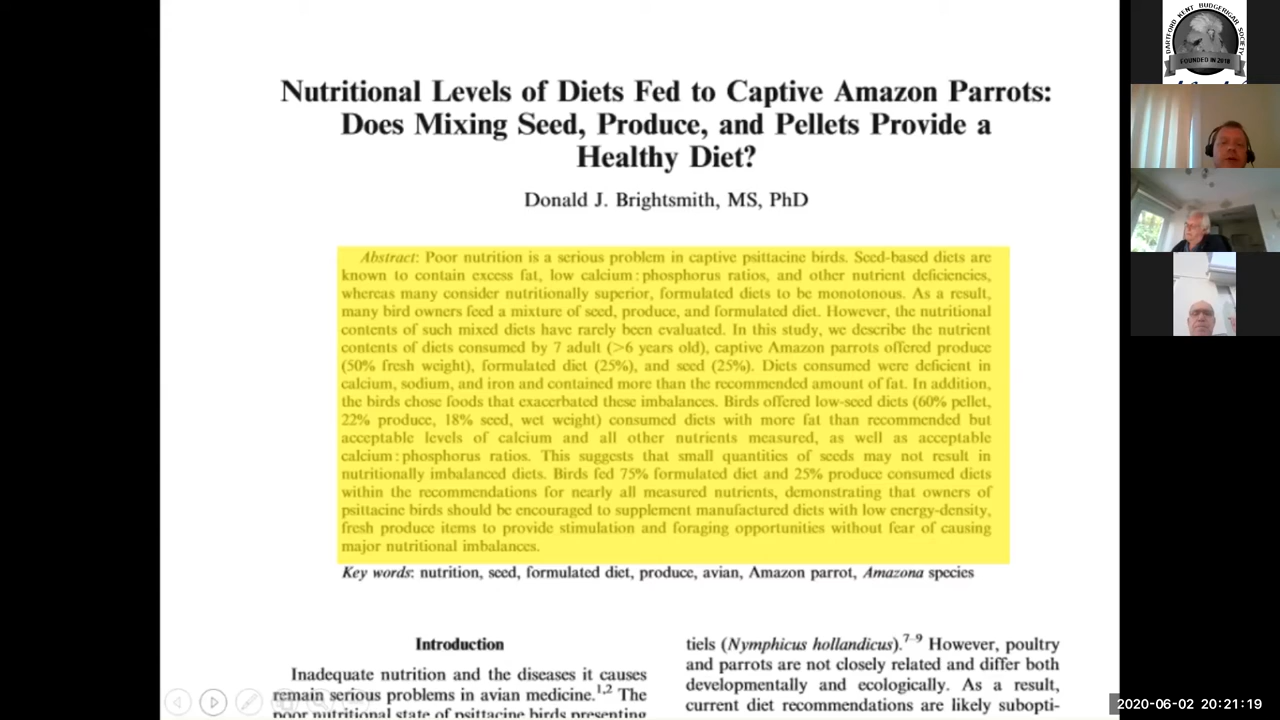 Nutritional Levels of Diets Fed to Captive Amazon Parrots:
Does Mixing Seed, Produce, and Pellets Provide a
Healthy Diet?
Donald J. Brightsmith, MS, PhD
Abstract: Poor nutrition is a serious problem in captive psittacine birds. Seed-based diets are
known to contain excess fat, low calcium : phosphorus ratios, and other nutrient deficiencies,
whereas many consider nutritionally superior, formulated diets to be monotonous. As a result,
many bird owners feed a mixture of seed, produce, and formulated diet. However, the nutritional
contents of such mixed diets have rarely been evaluated. In this study, we describe the nutrient
contents of diets consumed by 7 adult (>6 years old), captive Amazon parrots offered produce
(50% fresh weight), formulated diet (25%), and seed (25%). Diets consumed were deficient in
calcium, sodium, and iron and contained more than the recommended amount of fat. In addition,
the birds chose foods that exacerbated these imbalances. Birds offered low-seed diets (60% pellet,
22% produce, 18% seed, wet weight) consumed diets with more fat than recommended but
acceptable levels of calcium and all other nutrients measured, as well as acceptable
calcium : phosphorus ratios. This suggests that small quantities of seeds may not result in
nutritionally imbalanced diets. Birds fed 75% formulated diet and 25% produce consumed diets
within the recommendations for nearly all measured nutrients, demonstrating that owners of
psittacine birds should be encouraged to supplement manufactured diets with low energy-density,
fresh produce items to provide stimulation and foraging opportunities without fear of causing
major nutritional imbalances.
Key words: nutrition, seed, formulated diet, produce, avian, Amazon parrot, Amazona species
Introduction
Inadequate nutrition and the diseases it causes
remain serious problems in avian medicine.1,2 The
poor nutritional state of psittacine birds presenting
tiels (Nymphicus hollandicus).7–9 However, poultry
and parrots are not closely related and differ both
developmentally and ecologically. As a result,
current diet recommendations are likely subopti-
DARTFORD KENT BUDGERIGAR SOCIETY
FOUNDED IN 2018
2020-06-02 20:21:19